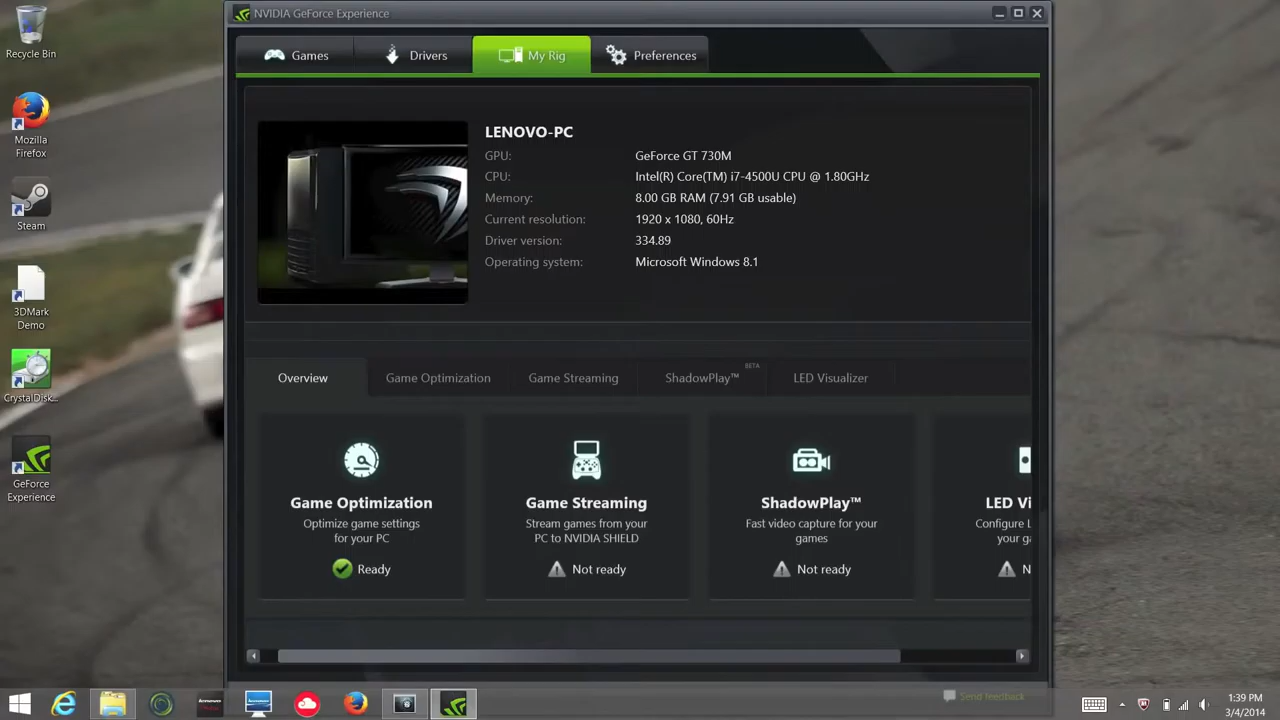 Recycle Bin
Mozilla
Firefox
Steam
3DMark
Demo
CrystalDisk...
GeForce
Experience
NVIDIA GeForce Experience
Games
Drivers
My Rig
Preferences
LENOVO-PC
GPU: GeForce GT 730M
CPU: Intel(R) Core(TM) i7-4500U CPU @ 1.80GHz
Memory: 8.00 GB RAM (7.91 GB usable)
Current resolution: 1920 x 1080, 60Hz
Driver version: 334.89
Operating system: Microsoft Windows 8.1
Overview
Game Optimization
Game Streaming
ShadowPlay™ BETA
LED Visualizer
Game Optimization
Optimize game settings
for your PC
Ready
Game Streaming
Stream games from your
PC to NVIDIA SHIELD
Not ready
ShadowPlay™
Fast video capture for your
games
Not ready
LED Vi
Configure L
your ga
N
Send feedback
1:39 PM
3/4/2014